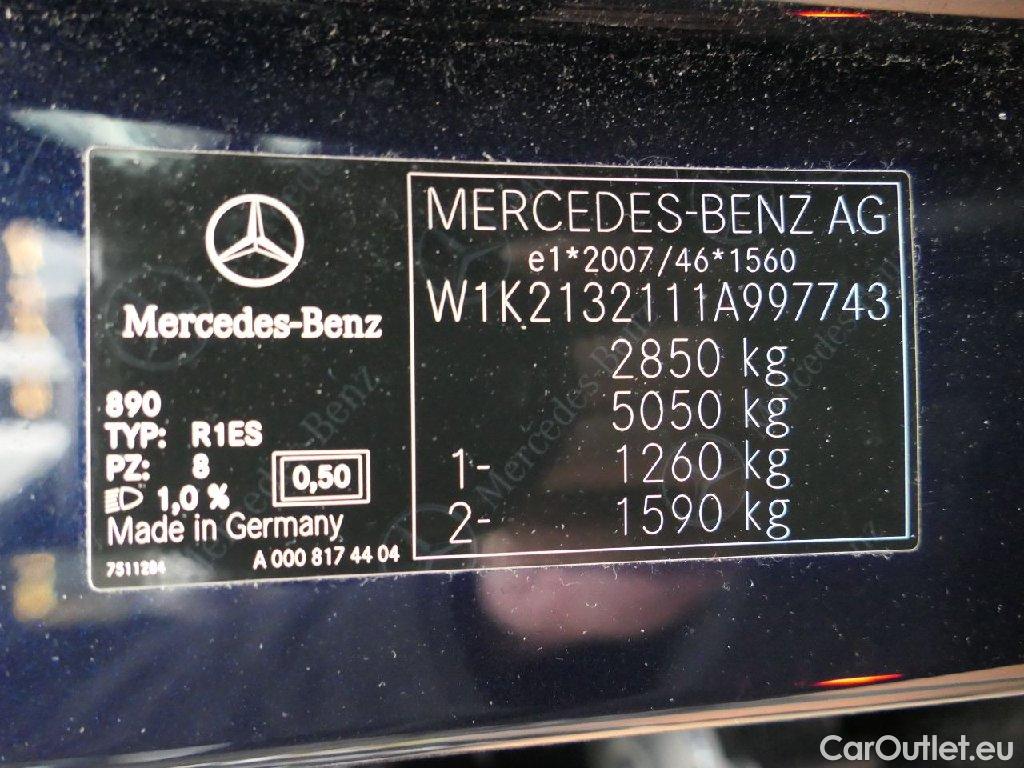 Mercedes-Benz
890
TYP: R1ES
PZ: 8
1,0 %
0,50
Made in Germany
7511284
A 000 817 44 04
MERCEDES-BENZ AG
e1*2007/46*1560
W1K2132111A997743
2850 kg
5050 kg
1- 1260 kg
2- 1590 kg
CarOutlet.eu